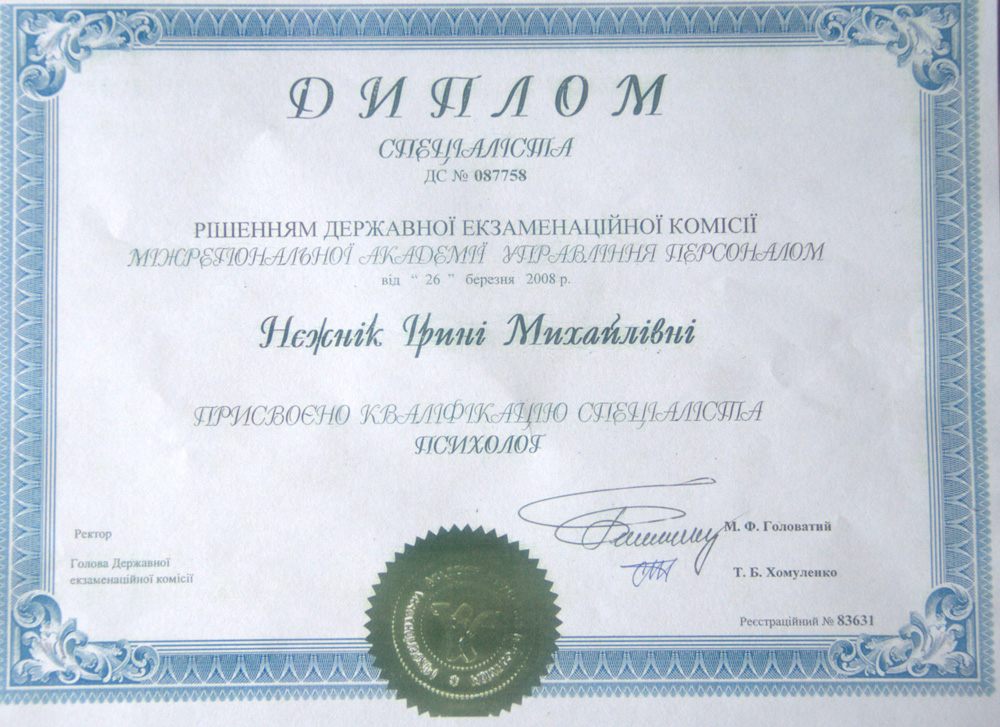 ДИПЛОМ
СПЕЦІАЛІСТА
ДС № 087758
РІШЕННЯМ ДЕРЖАВНОЇ ЕКЗАМЕНАЦІЙНОЇ КОМІСІЇ
МІЖРЕГІОНАЛЬНОЇ АКАДЕМІЇ УПРАВЛІННЯ ПЕРСОНАЛОМ
від “ 26 ” березня 2008 р.
Нєжнік Ірині Михайлівні
ПРИСВОЄНО КВАЛІФІКАЦІЮ СПЕЦІАЛІСТА
ПСИХОЛОГ
Ректор
М. Ф. Головатий
Голова Державної
екзаменаційної комісії
Т. Б. Хомуленко
Реєстраційний № 83631